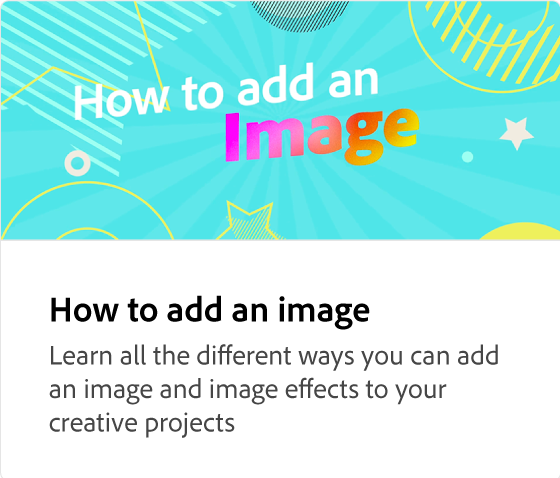 How to add an
Image
How to add an image
Learn all the different ways you can add
an image and image effects to your
creative projects